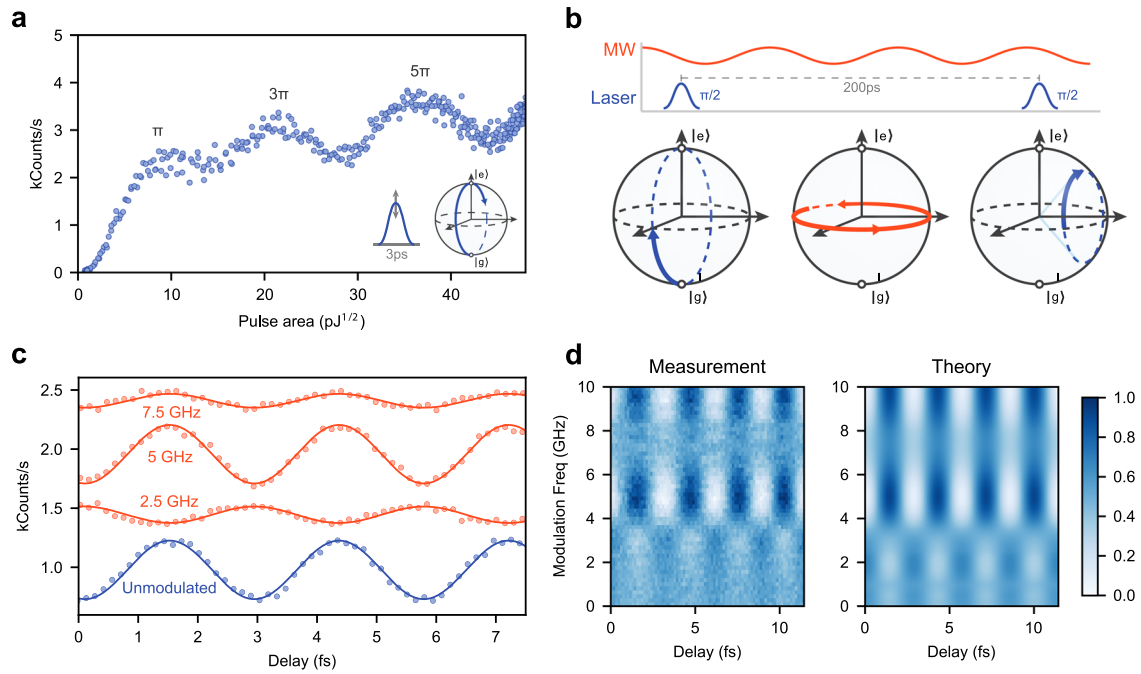 a
5
4
3
2
1
0
kCounts/s
π
3π
5π
3ps
|e⟩
|g⟩
10
20
30
40
Pulse area (pJ1/2)
b
MW
Laser
π/2
200ps
π/2
|e⟩
|g⟩
|e⟩
|g⟩
|e⟩
|g⟩
c
2.5
2.0
1.5
1.0
kCounts/s
7.5 GHz
5 GHz
2.5 GHz
Unmodulated
0
1
2
3
4
5
6
7
Delay (fs)
d
Measurement
Theory
10
8
6
4
2
0
Modulation Freq (GHz)
0
5
10
Delay (fs)
10
8
6
4
2
0
0
5
10
Delay (fs)
1.0
0.8
0.6
0.4
0.2
0.0